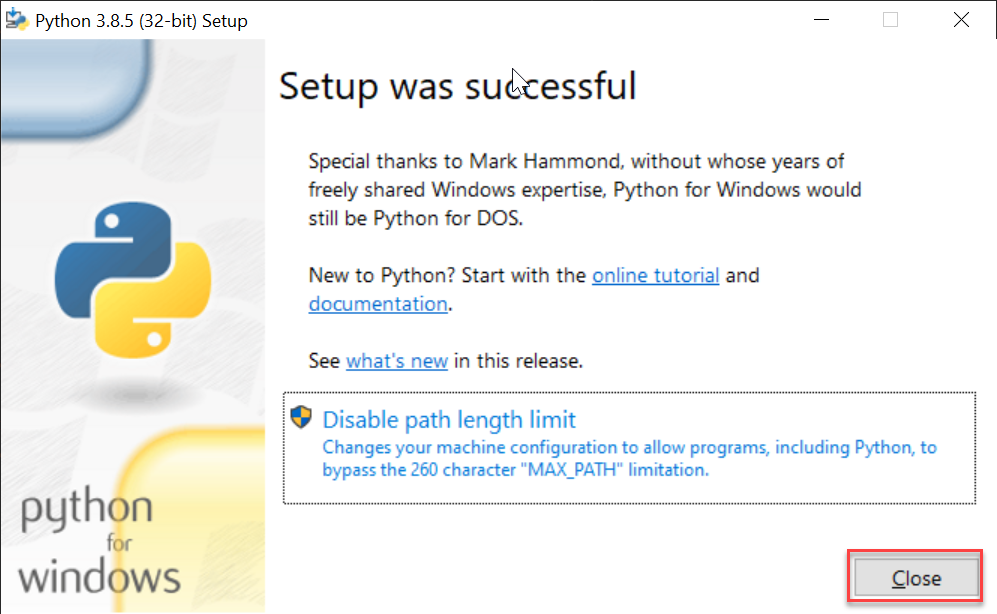 Python 3.8.5 (32-bit) Setup
Setup was successful
Special thanks to Mark Hammond, without whose years of
freely shared Windows expertise, Python for Windows would
still be Python for DOS.
New to Python? Start with the online tutorial and
documentation.
See what's new in this release.
Disable path length limit
Changes your machine configuration to allow programs, including Python, to
bypass the 260 character "MAX_PATH" limitation.
python
for
windows
Close